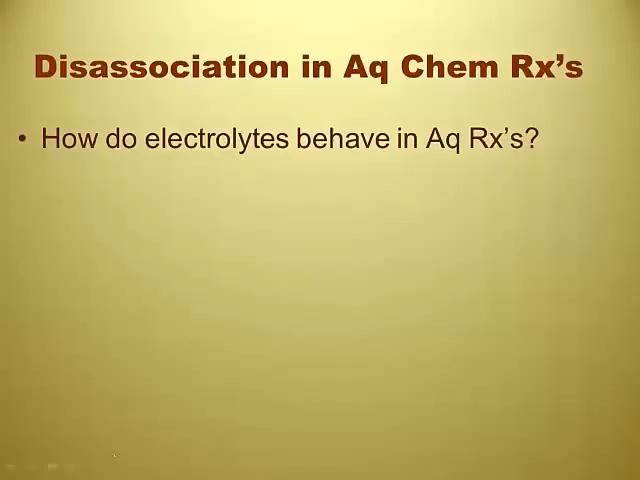 Disassociation in Aq Chem Rx's
• How do electrolytes behave in Aq Rx's?